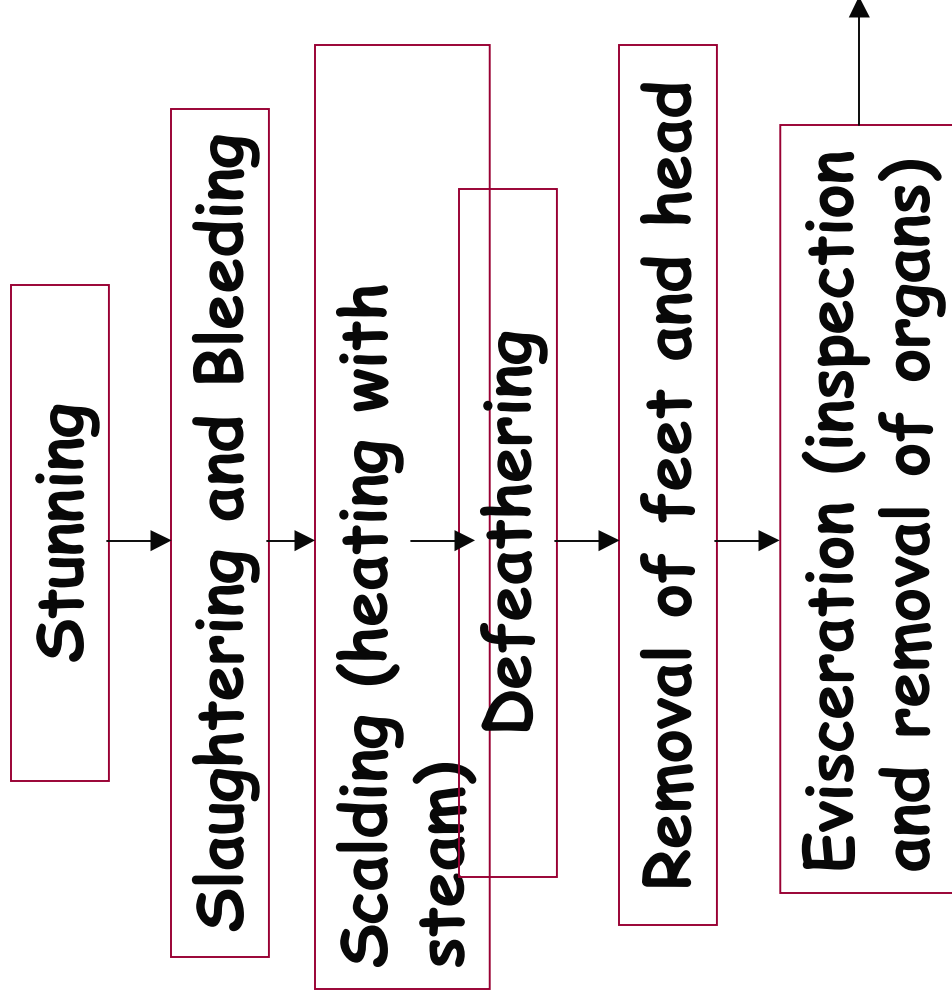 Stunning
Slaughtering and Bleeding
Scalding (heating with
steam)
Defeathering
Removal of feet and head
Evisceration (inspection
and removal of organs)